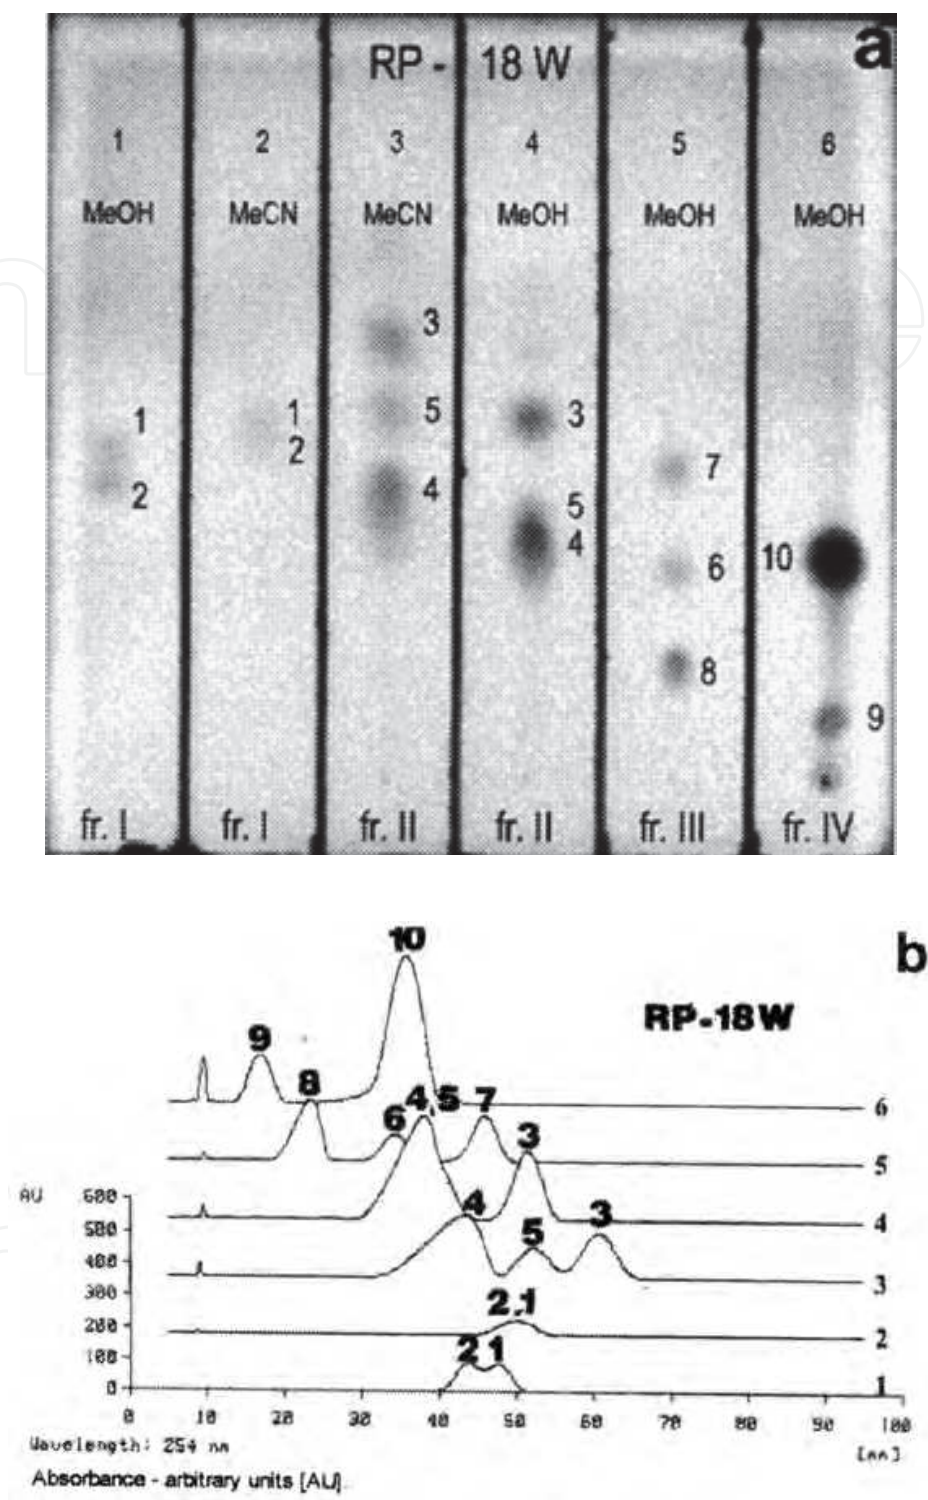 a
RP - 18 W
1 2 3 4 5 6
MeOH MeCN MeCN MeOH MeOH MeOH
3
1 1 5 3
2 2 4 5 7
4 10 6
8
9
fr. I fr. I fr. II fr. II fr. III fr. IV
b
10
RP-18W
9
8
4 5 7 6
6 3 5
AU 600 4 3 4
500 5
400 3
300
200 2.1 2
100 2 1
0 1
0 10 20 30 40 50 60 70 80 90 100
Wavelength: 254 nm [mm]
Absorbance - arbitrary units [AU].